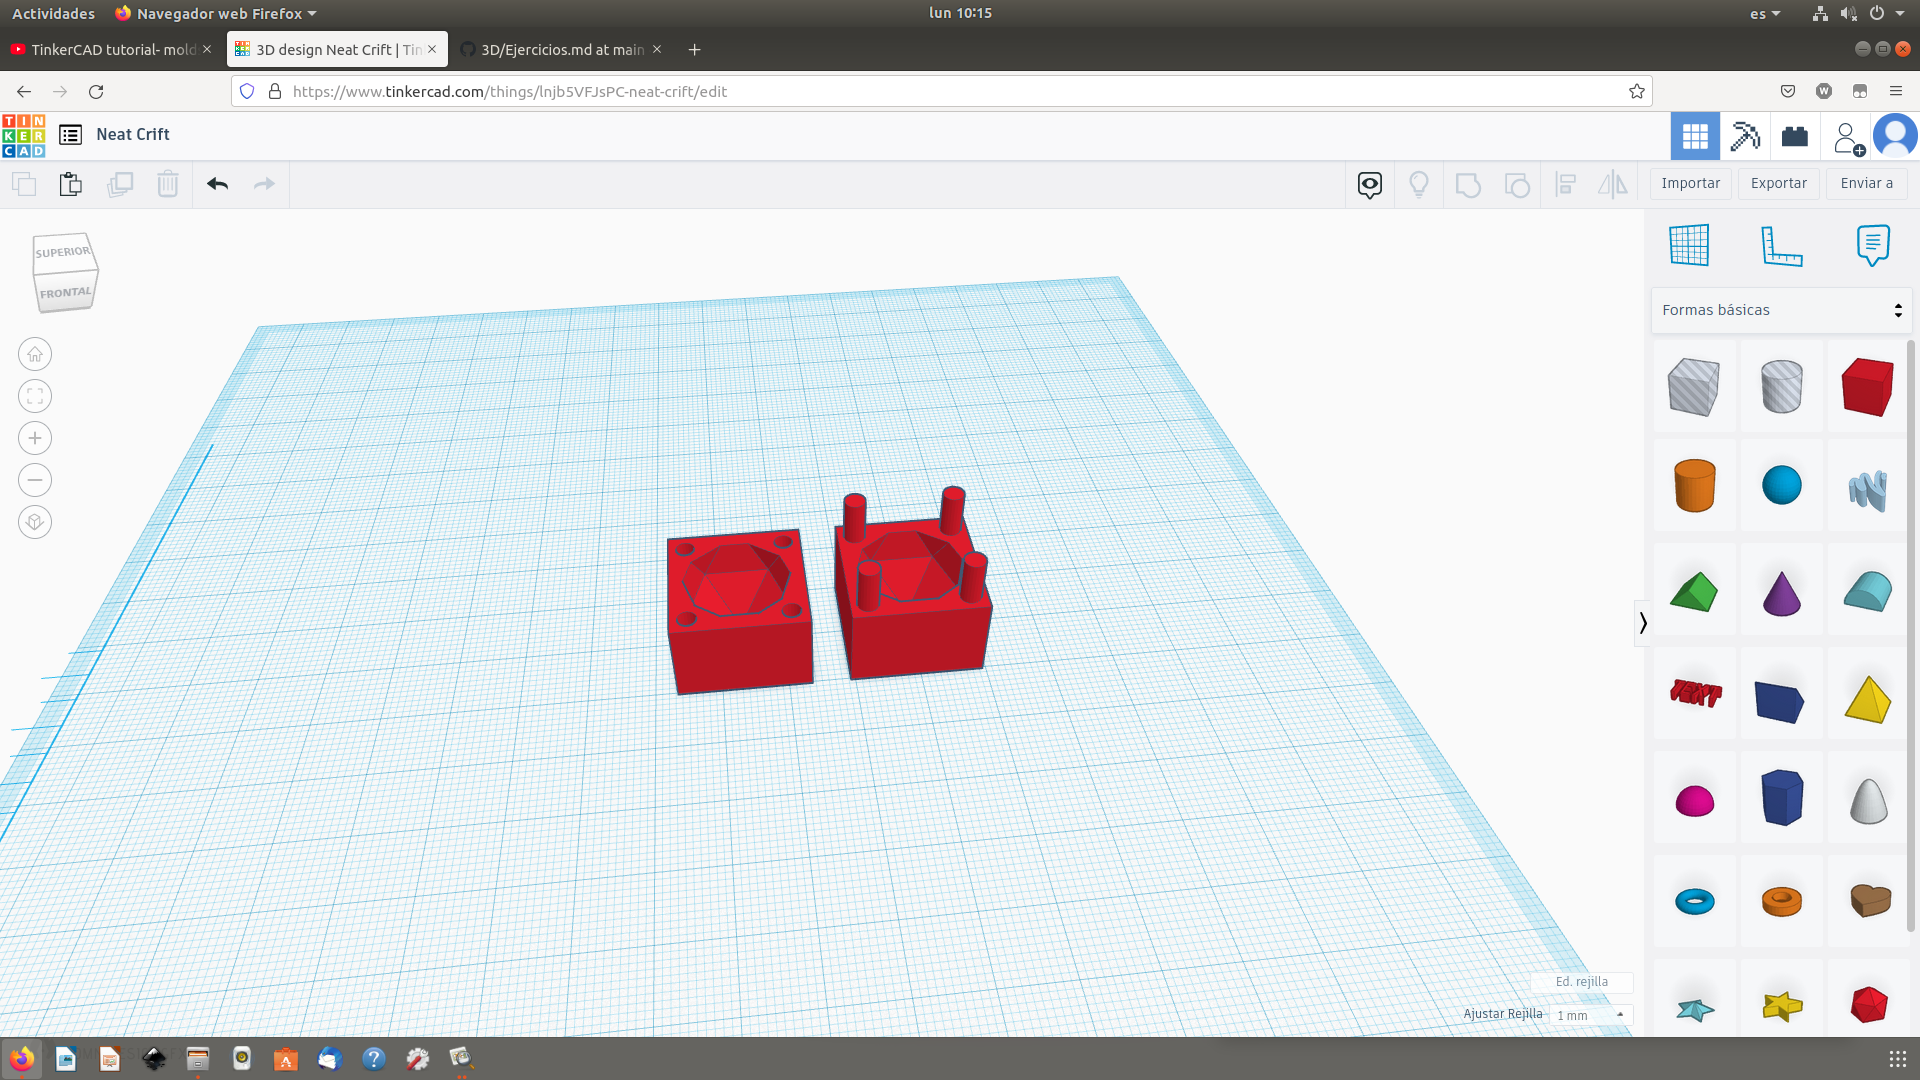 Actividades
Navegador web Firefox
lun 10:15
es
TinkerCAD tutorial- mold
3D design Neat Crift | Tin
3D/Ejercicios.md at main
https://www.tinkercad.com/things/lnjb5VFJsPC-neat-crift/edit
TIN
KER
CAD
Neat Crift
Importar
Exportar
Enviar a
SUPERIOR
FRONTAL
Formas básicas
TEXT
Ed. rejilla
Ajustar Rejilla
1 mm